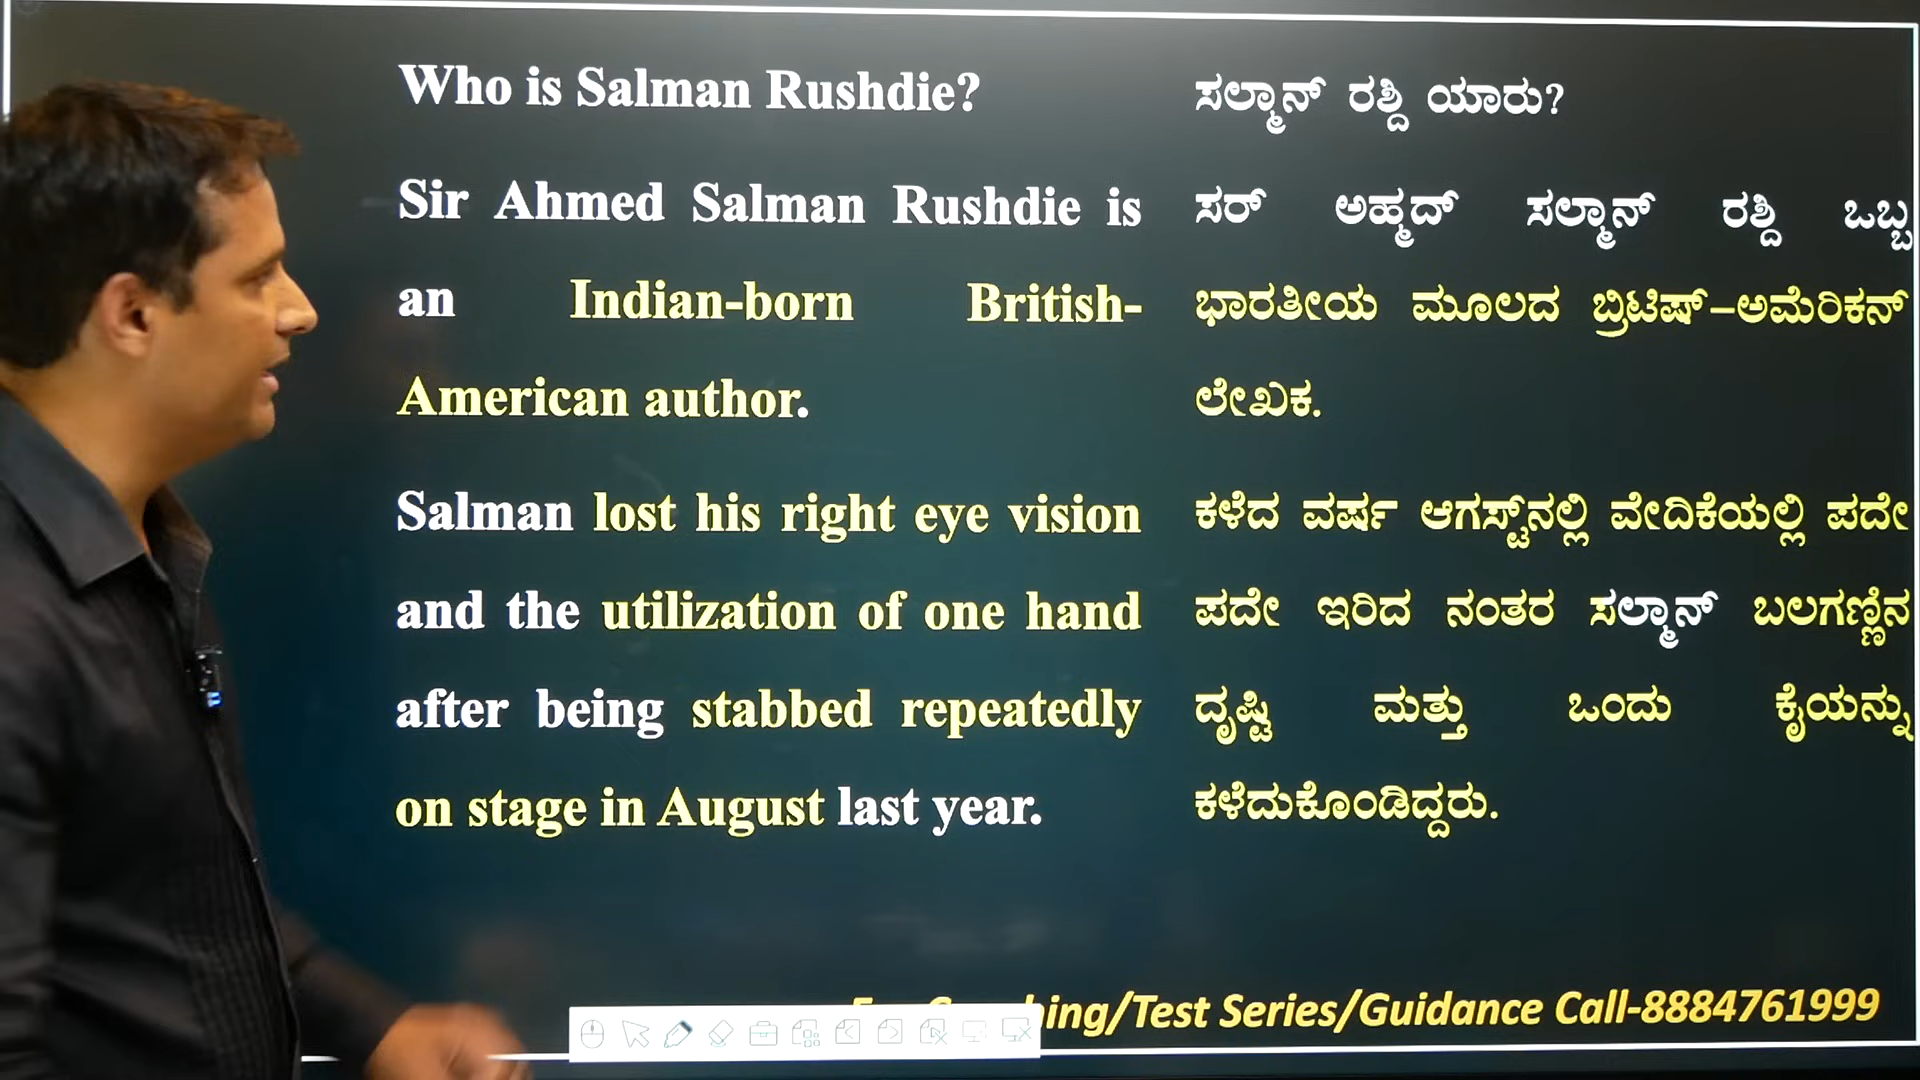 Who is Salman Rushdie?
Sir Ahmed Salman Rushdie is
an Indian-born British-
American author.
Salman lost his right eye vision
and the utilization of one hand
after being stabbed repeatedly
on stage in August last year.
ಸಲ್ಮಾನ್ ರಶ್ದಿ ಯಾರು?
ಸರ್ ಅಹ್ಮದ್ ಸಲ್ಮಾನ್ ರಶ್ದಿ ಒಬ್ಬ
ಭಾರತೀಯ ಮೂಲದ ಬ್ರಿಟಿಷ್–ಅಮೆರಿಕನ್
ಲೇಖಕ.
ಕಳೆದ ವರ್ಷ ಆಗಸ್ಟ್‌ನಲ್ಲಿ ವೇದಿಕೆಯಲ್ಲಿ ಪದೇ
ಪದೇ ಇರಿದ ನಂತರ ಸಲ್ಮಾನ್ ಬಲಗಣ್ಣಿನ
ದೃಷ್ಟಿ ಮತ್ತು ಒಂದು ಕೈಯನ್ನು
ಕಳೆದುಕೊಂಡಿದ್ದರು.
hing/Test Series/Guidance Call-8884761999